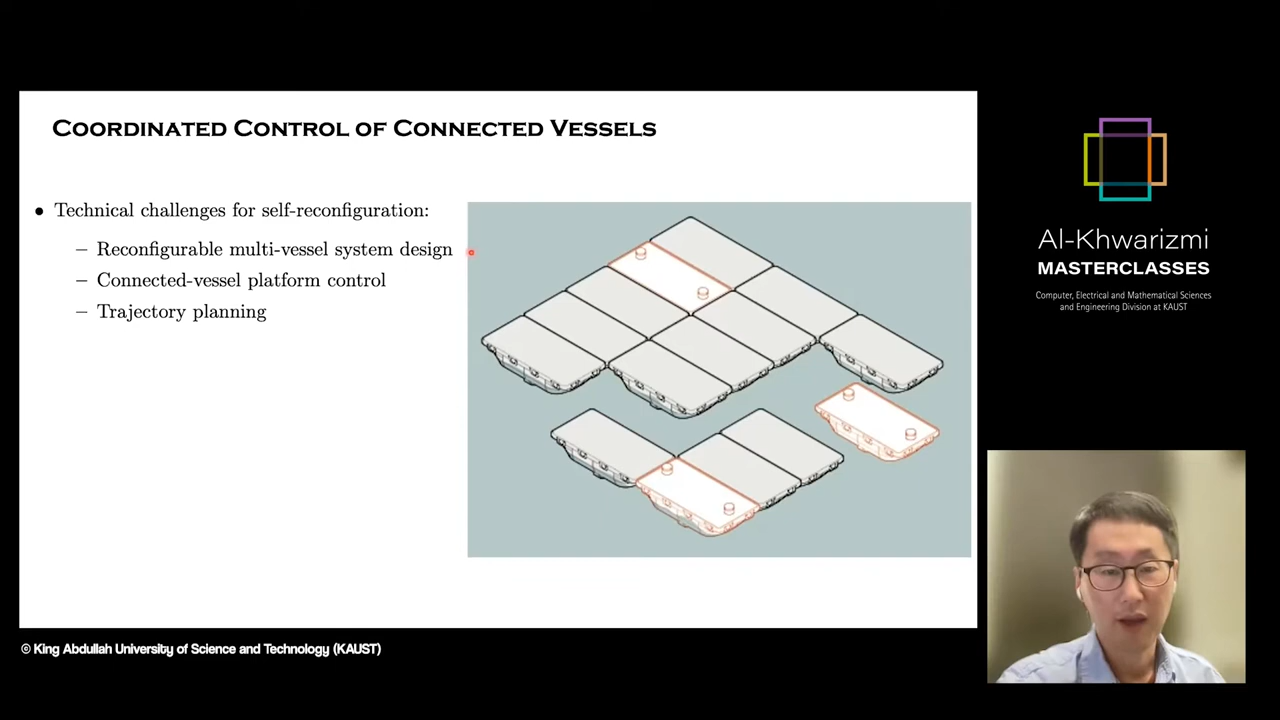 COORDINATED CONTROL OF CONNECTED VESSELS
• Technical challenges for self-reconfiguration:
– Reconfigurable multi-vessel system design
– Connected-vessel platform control
– Trajectory planning
Al-Khwarizmi
MASTERCLASSES
Computer, Electrical and Mathematical Sciences
and Engineering Division at KAUST
© King Abdullah University of Science and Technology (KAUST)